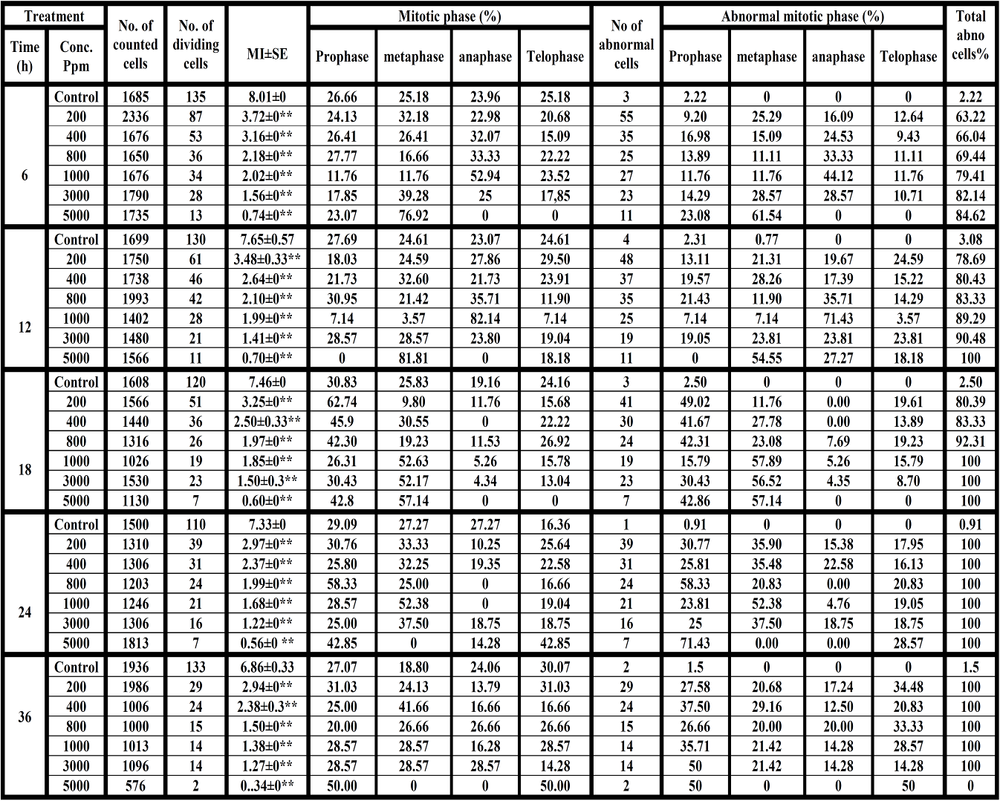 Treatment No. of counted cells No. of dividing cells MI±SE Mitotic phase (%) No of abnormal cells Abnormal mitotic phase (%) Total abno cells%
Time (h) Conc. Ppm Prophase metaphase anaphase Telophase Prophase metaphase anaphase Telophase
6
Control 1685 135 8.01±0 26.66 25.18 23.96 25.18 3 2.22 0 0 0 2.22
200 2336 87 3.72±0** 24.13 32.18 22.98 20.68 55 9.20 25.29 16.09 12.64 63.22
400 1676 53 3.16±0** 26.41 26.41 32.07 15.09 35 16.98 15.09 24.53 9.43 66.04
800 1650 36 2.18±0** 27.77 16.66 33.33 22.22 25 13.89 11.11 33.33 11.11 69.44
1000 1676 34 2.02±0** 11.76 11.76 52.94 23.52 27 11.76 11.76 44.12 11.76 79.41
3000 1790 28 1.56±0** 17.85 39.28 25 17,85 23 14.29 28.57 28.57 10.71 82.14
5000 1735 13 0.74±0** 23.07 76.92 0 0 11 23.08 61.54 0 0 84.62
12
Control 1699 130 7.65±0.57 27.69 24.61 23.07 24.61 4 2.31 0.77 0 0 3.08
200 1750 61 3.48±0.33** 18.03 24.59 27.86 29.50 48 13.11 21.31 19.67 24.59 78.69
400 1738 46 2.64±0** 21.73 32.60 21.73 23.91 37 19.57 28.26 17.39 15.22 80.43
800 1993 42 2.10±0** 30.95 21.42 35.71 11.90 35 21.43 11.90 35.71 14.29 83.33
1000 1402 28 1.99±0** 7.14 3.57 82.14 7.14 25 7.14 7.14 71.43 3.57 89.29
3000 1480 21 1.41±0** 28.57 28.57 23.80 19.04 19 19.05 23.81 23.81 23.81 90.48
5000 1566 11 0.70±0** 0 81.81 0 18.18 11 0 54.55 27.27 18.18 100
18
Control 1608 120 7.46±0 30.83 25.83 19.16 24.16 3 2.50 0 0 0 2.50
200 1566 51 3.25±0** 62.74 9.80 11.76 15.68 41 49.02 11.76 0.00 19.61 80.39
400 1440 36 2.50±0.33** 45.9 30.55 0 22.22 30 41.67 27.78 0.00 13.89 83.33
800 1316 26 1.97±0** 42.30 19.23 11.53 26.92 24 42.31 23.08 7.69 19.23 92.31
1000 1026 19 1.85±0** 26.31 52.63 5.26 15.78 19 15.79 57.89 5.26 15.79 100
3000 1530 23 1.50±0.3** 30.43 52.17 4.34 13.04 23 30.43 56.52 4.35 8.70 100
5000 1130 7 0.60±0** 42.8 57.14 0 0 7 42.86 57.14 0 0 100
24
Control 1500 110 7.33±0 29.09 27.27 27.27 16.36 1 0.91 0 0 0 0.91
200 1310 39 2.97±0** 30.76 33.33 10.25 25.64 39 30.77 35.90 15.38 17.95 100
400 1306 31 2.37±0** 25.80 32.25 19.35 22.58 31 25.81 35.48 22.58 16.13 100
800 1203 24 1.99±0** 58.33 25.00 0 16.66 24 58.33 20.83 0.00 20.83 100
1000 1246 21 1.68±0** 28.57 52.38 0 19.04 21 23.81 52.38 4.76 19.05 100
3000 1306 16 1.22±0** 25.00 37.50 18.75 18.75 16 25 37.50 18.75 18.75 100
5000 1813 7 0.56±0 ** 42.85 0 14.28 42.85 7 71.43 0.00 0.00 28.57 100
36
Control 1936 133 6.86±0.33 27.07 18.80 24.06 30.07 2 1.5 0 0 0 1.5
200 1986 29 2.94±0** 31.03 24.13 13.79 31.03 29 27.58 20.68 17.24 34.48 100
400 1006 24 2.38±0.3** 25.00 41.66 16.66 16.66 24 37.50 29.16 12.50 20.83 100
800 1000 15 1.50±0** 20.00 26.66 26.66 26.66 15 26.66 20.00 20.00 33.33 100
1000 1013 14 1.38±0** 28.57 28.57 16.28 28.57 14 35.71 21.42 14.28 28.57 100
3000 1096 14 1.27±0** 28.57 28.57 28.57 14.28 14 50 21.42 14.28 14.28 100
5000 576 2 0..34±0** 50.00 0 0 50.00 2 50 0 0 50 0